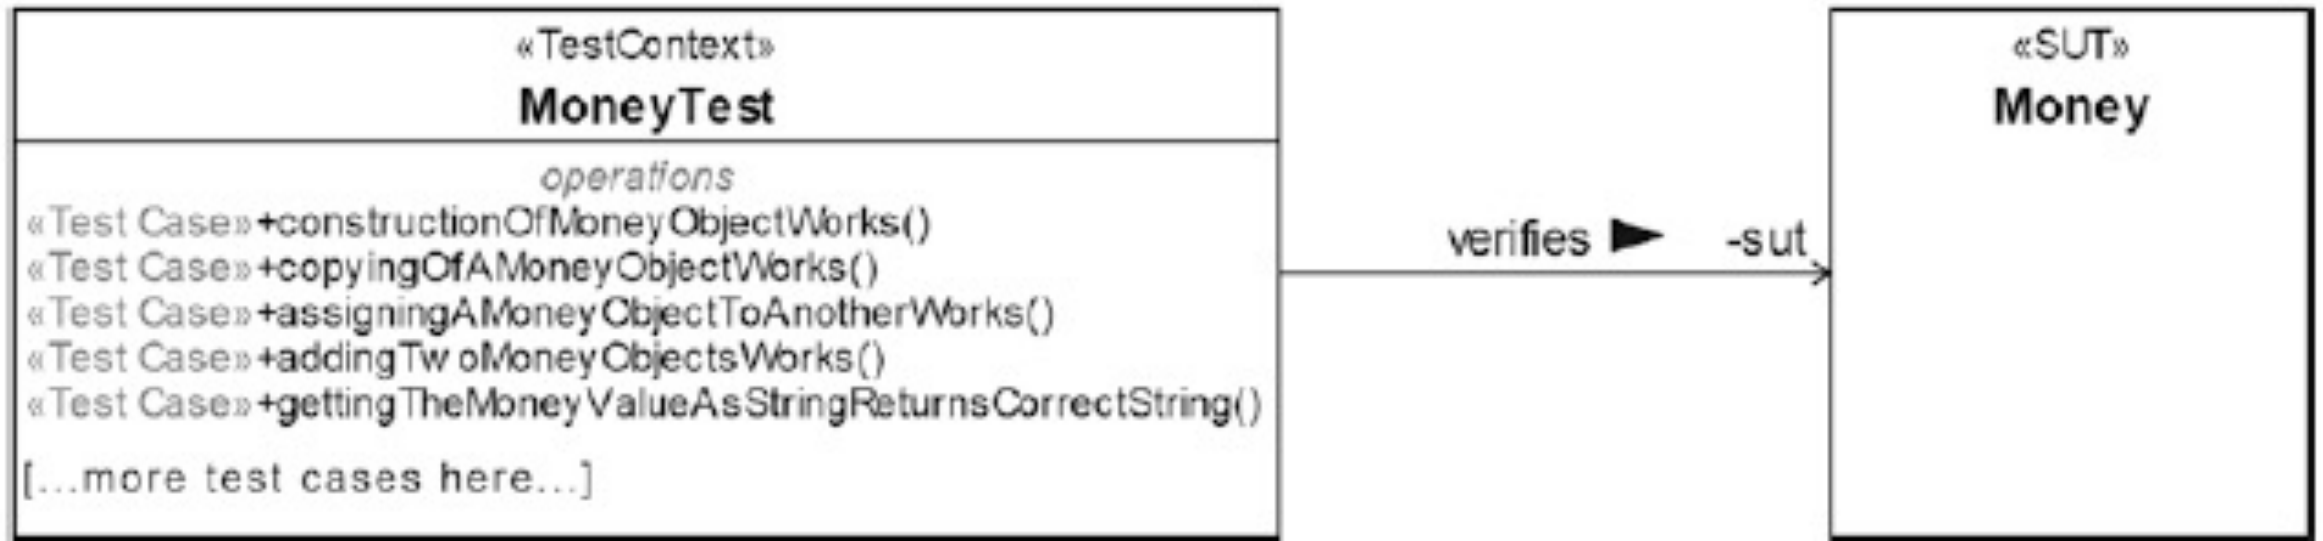 «TestContext»
MoneyTest
operations
«Test Case»+constructionOfMoneyObjectWorks()
«Test Case»+copyingOfAMoneyObjectWorks()
«Test Case»+assigningAMoneyObjectToAnotherWorks()
«Test Case»+addingTwoMoneyObjectsWorks()
«Test Case»+gettingTheMoneyValueAsStringReturnsCorrectString()
[...more test cases here...]
verifies ► -sut
«SUT»
Money